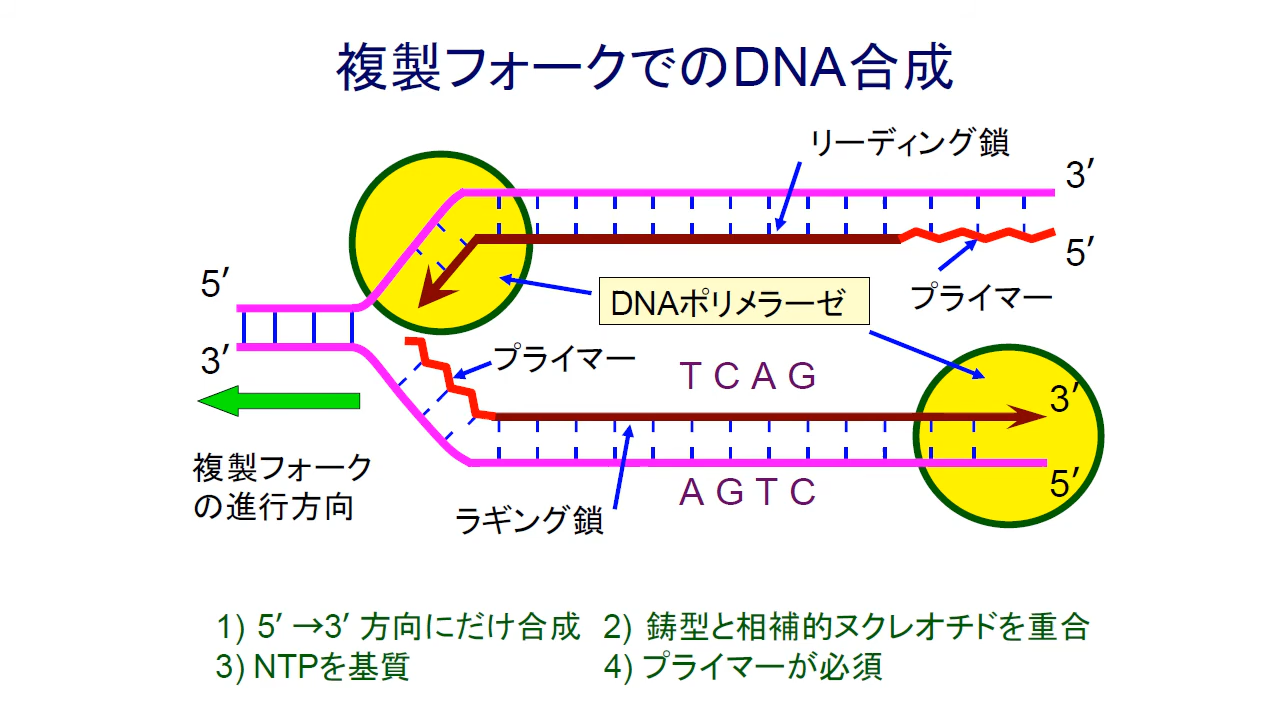 複製フォークでのDNA合成
リーディング鎖
3′
5′
プライマー
5′
3′
DNAポリメラーゼ
プライマー
T C A G
3′
5′
A G T C
複製フォーク
の進行方向
ラギング鎖
1) 5′ →3′ 方向にだけ合成 2) 鋳型と相補的ヌクレオチドを重合
3) NTPを基質 4) プライマーが必須